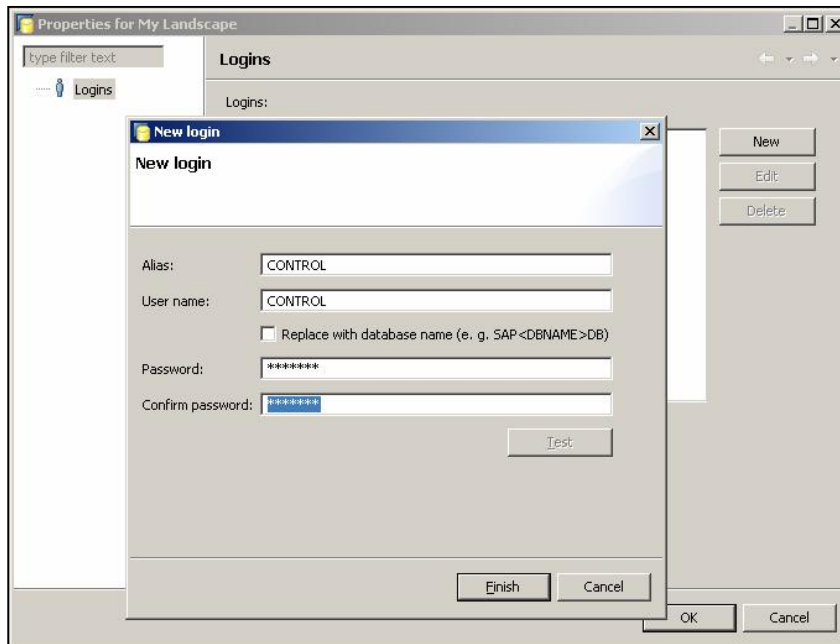 Properties for My Landscape
type filter text
Logins
Logins
Logins:
New
Edit
Delete
New login
New login
Alias:
CONTROL
User name:
CONTROL
Replace with database name (e. g. SAP<DBNAME>DB)
Password:
*******
Confirm password:
*******
Test
Finish
Cancel
OK
Cancel